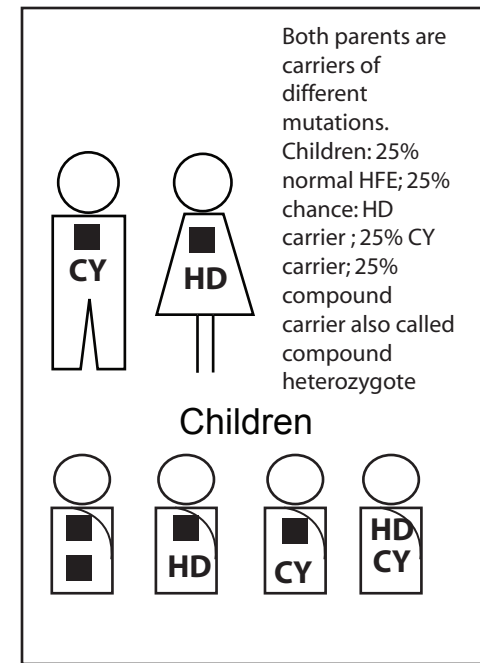 Both parents are
carriers of
different
mutations.
Children: 25%
normal HFE; 25%
chance: HD
carrier ; 25% CY
carrier; 25%
compound
carrier also called
compound
heterozygote
CY
HD
Children
HD
CY
HD
CY